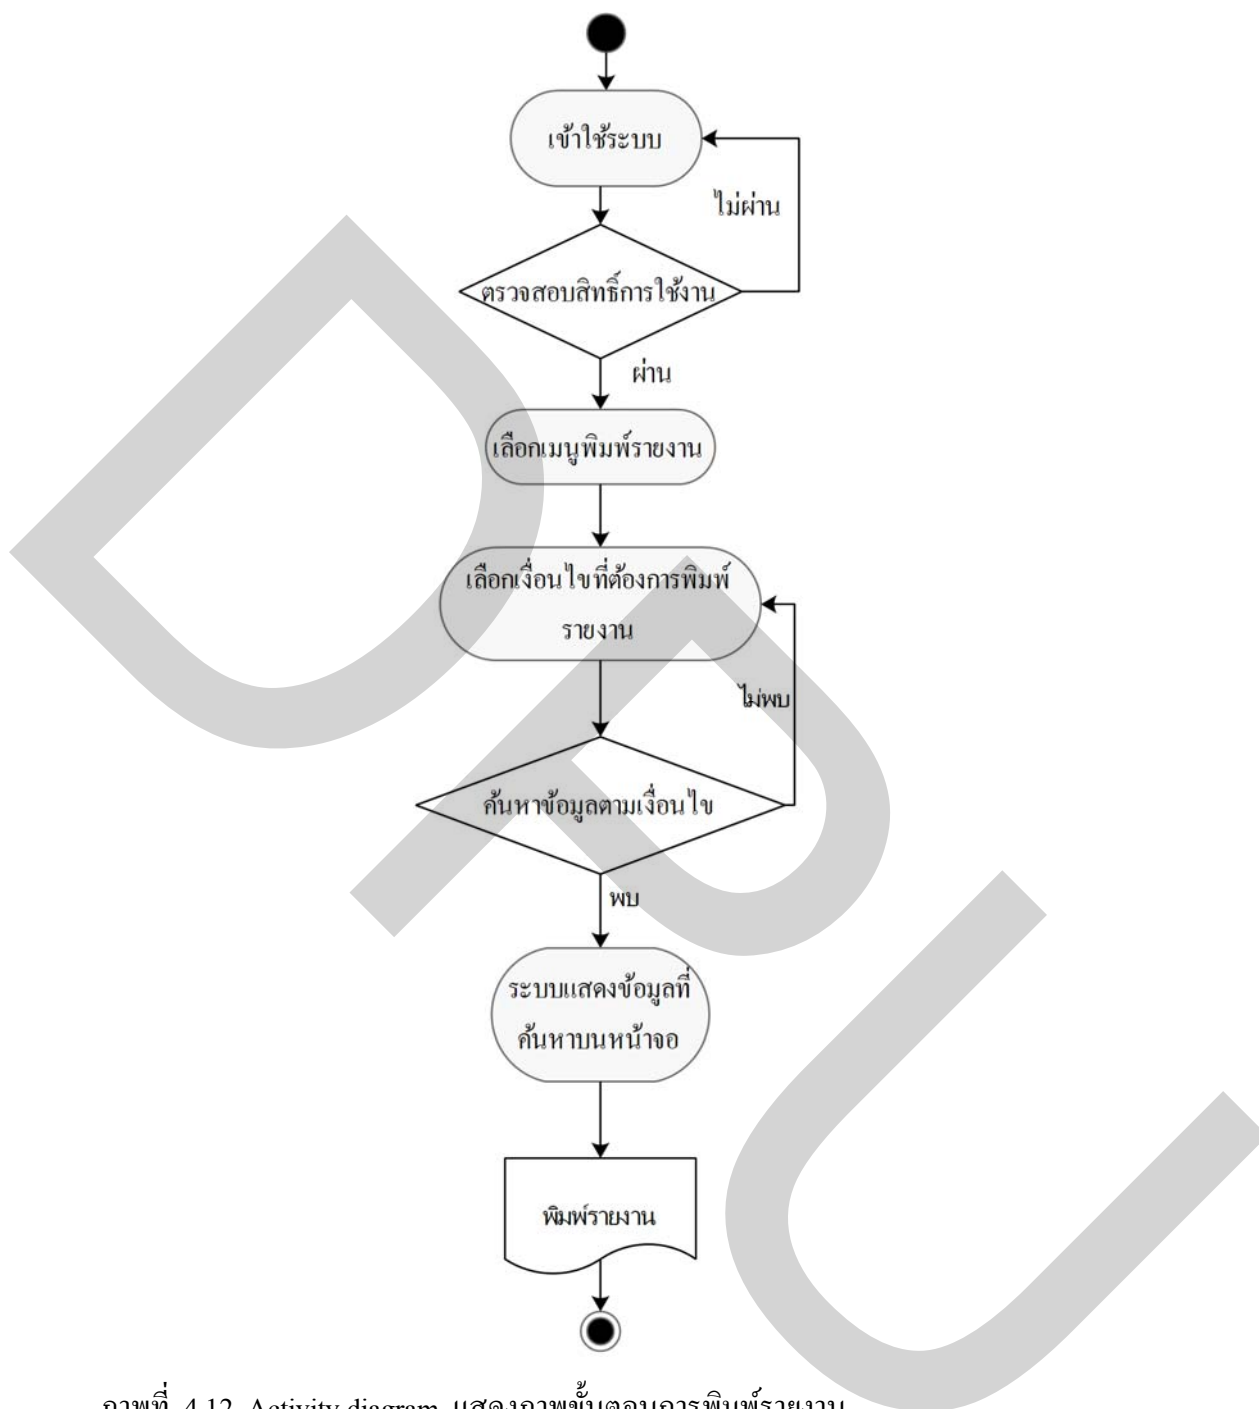 เข้าใช้ระบบ
ไม่ผ่าน
ตรวจสอบสิทธิ์การใช้งาน
ผ่าน
เลือกเมนูพิมพ์รายงาน
เลือกเงื่อนไขที่ต้องการพิมพ์
รายงาน
ไม่พบ
ค้นหาข้อมูลตามเงื่อนไข
พบ
ระบบแสดงข้อมูลที่
ค้นหาบนหน้าจอ
พิมพ์รายงาน
ภาพที่ 4.12 Activity diagram แสดงภาพขั้นตอนการพิมพ์รายงาน
DPU